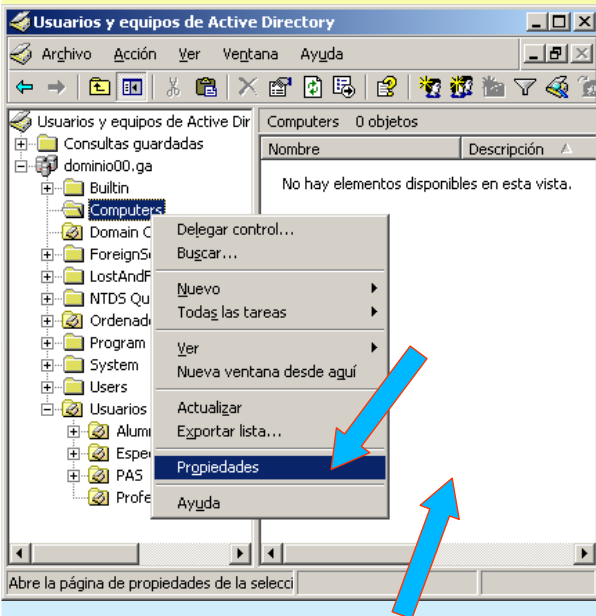 Usuarios y equipos de Active Directory
Archivo Acción Ver Ventana Ayuda
Usuarios y equipos de Active Dir
Computers 0 objetos
Consultas guardadas
dominio00.ga
Builtin
Computers
Domain C
ForeignS
LostAndF
NTDS Qu
Ordenad
Program
System
Users
Usuarios
Alum
Espe
PAS
Profe
Nombre Descripción
No hay elementos disponibles en esta vista.
Delegar control...
Buscar...
Nuevo
Todas las tareas
Ver
Nueva ventana desde aquí
Actualizar
Exportar lista...
Propiedades
Ayuda
Abre la página de propiedades de la selecci